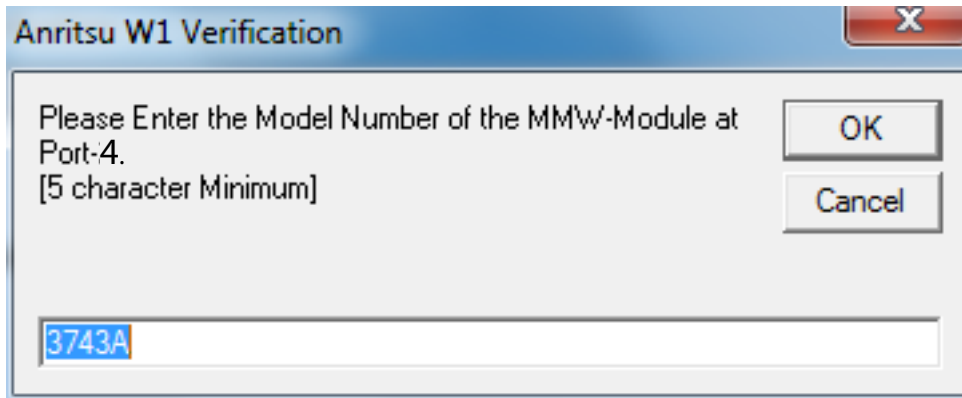 Anritsu W1 Verification
X
Please Enter the Model Number of the MMW-Module at
Port-4.
[5 character Minimum]
OK
Cancel
3743A